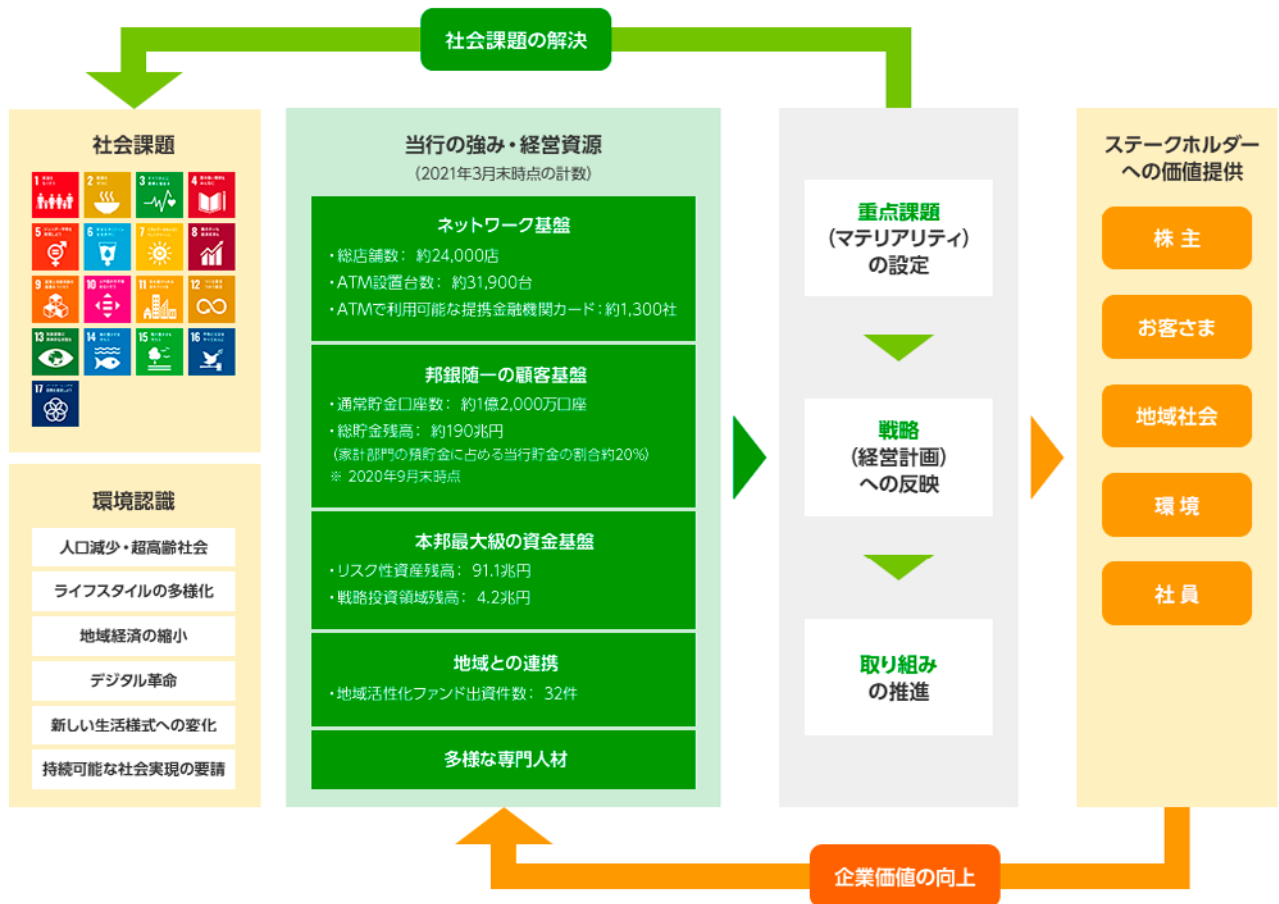 社会課題の解決
社会課題
1
2
3
4
5
6
7
8
9
10
11
12
13
14
15
16
17
環境認識
人口減少・超高齢社会
ライフスタイルの多様化
地域経済の縮小
デジタル革命
新しい生活様式への変化
持続可能な社会実現の要請
当行の強み・経営資源
(2021年3月末時点の計数)
ネットワーク基盤
・総店舗数： 約24,000店
・ATM設置台数： 約31,900台
・ATMで利用可能な提携金融機関カード：約1,300社
邦銀随一の顧客基盤
・通常貯金口座数： 約1億2,000万口座
・総貯金残高： 約190兆円
(家計部門の預貯金に占める当行貯金の割合約20%)
※ 2020年9月末時点
本邦最大級の資金基盤
・リスク性資産残高： 91.1兆円
・戦略投資領域残高： 4.2兆円
地域との連携
・地域活性化ファンド出資件数： 32件
多様な専門人材
重点課題
(マテリアリティ)
の設定
戦略
(経営計画)
への反映
取り組み
の推進
ステークホルダー
への価値提供
株主
お客さま
地域社会
環境
社員
企業価値の向上